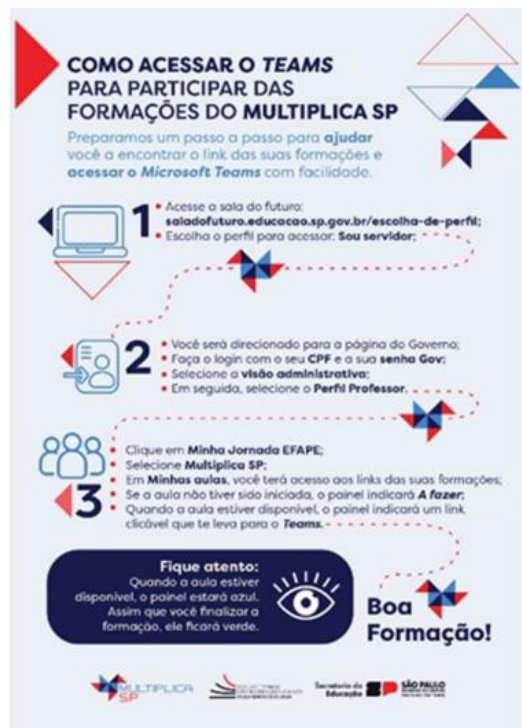 COMO ACESSAR O TEAMS
PARA PARTICIPAR DAS
FORMAÇÕES DO MULTIPLICA SP
Preparamos um passo a passo para ajudar
você a encontrar o link das suas formações e
acessar o Microsoft Teams com facilidade.
1
• Acesse a sala do futuro:
saladofuturo.educacao.sp.gov.br/escolha-de-perfil;
• Escolha o perfil para acessar: Sou servidor;
2
• Você será direcionado para a página do Governo;
• Faça o login com o seu CPF e a sua senha Gov;
• Selecione a visão administrativa;
• Em seguida, selecione o Perfil Professor.
3
• Clique em Minha Jornada EFAPE;
• Selecione Multiplica SP;
• Em Minhas aulas, você terá acesso aos links das suas formações;
• Se a aula não tiver sido iniciada, o painel indicará A fazer;
• Quando a aula estiver disponível, o painel indicará um link
clicável que te leva para o Teams.
Fique atento:
Quando a aula estiver
disponível, o painel estará azul.
Assim que você finalizar a
formação, ele ficará verde.
Boa
Formação!
MULTIPLICA
SP
Secretaria da
Educação
SP
SÃO PAULO